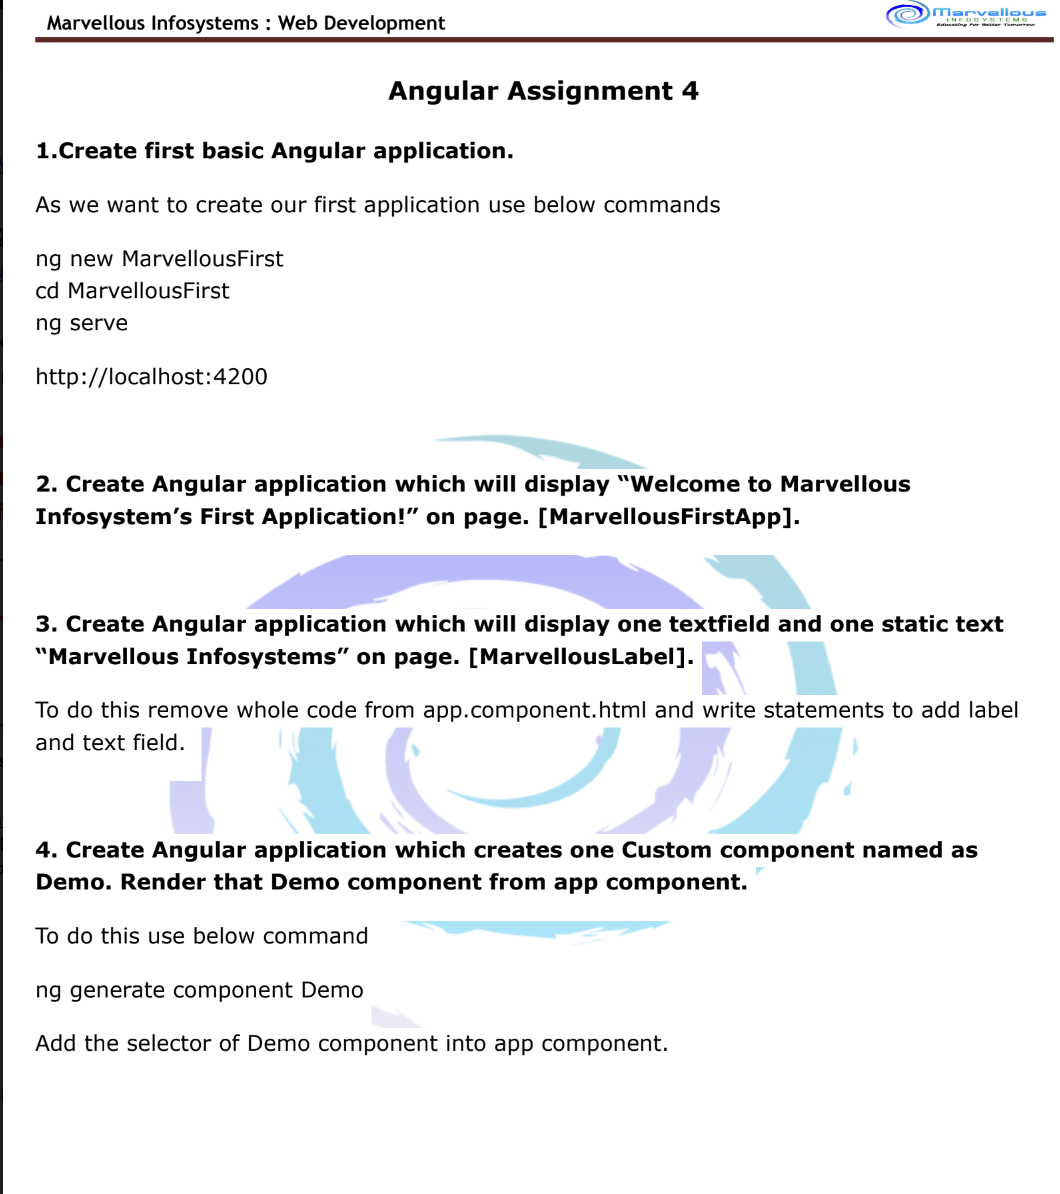 Marvellous Infosystems : Web Development
Marvellous
INFOSYSTEMS
Educating For Better Tomorrow
Angular Assignment 4
1.Create first basic Angular application.
As we want to create our first application use below commands
ng new MarvellousFirst
cd MarvellousFirst
ng serve
http://localhost:4200
2. Create Angular application which will display “Welcome to Marvellous
Infosystem’s First Application!” on page. [MarvellousFirstApp].
3. Create Angular application which will display one textfield and one static text
“Marvellous Infosystems” on page. [MarvellousLabel].
To do this remove whole code from app.component.html and write statements to add label
and text field.
4. Create Angular application which creates one Custom component named as
Demo. Render that Demo component from app component.
To do this use below command
ng generate component Demo
Add the selector of Demo component into app component.